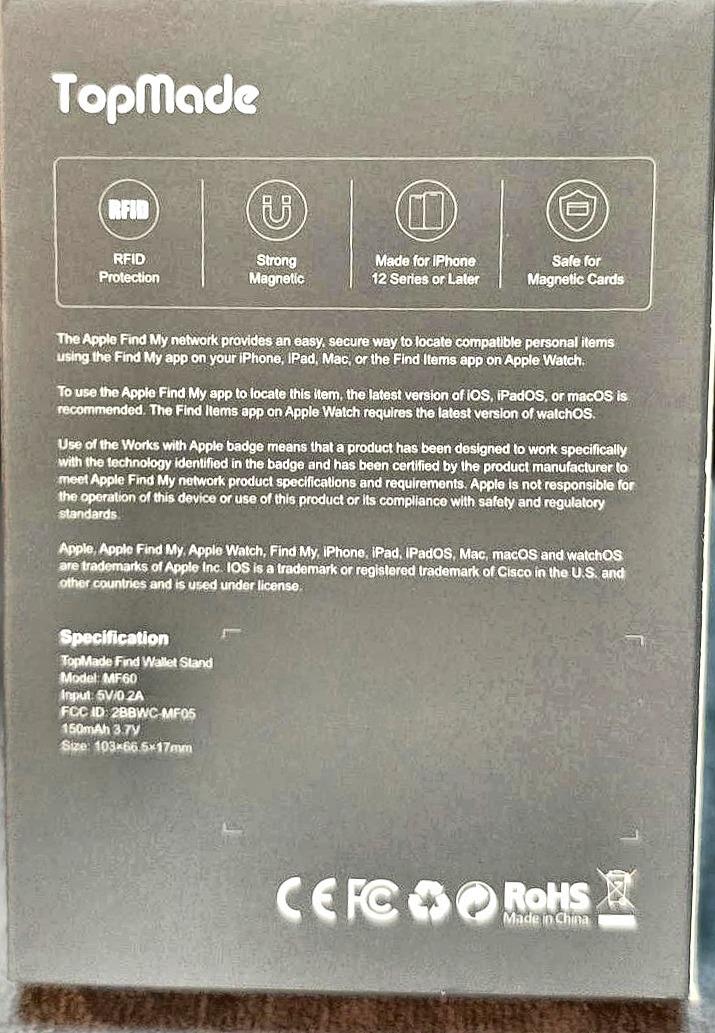 TopMade
RFID
RFID
Protection
Strong
Magnetic
Made for iPhone
12 Series or Later
Safe for
Magnetic Cards
The Apple Find My network provides an easy, secure way to locate compatible personal items
using the Find My app on your iPhone, iPad, Mac, or the Find Items app on Apple Watch.
To use the Apple Find My app to locate this item, the latest version of iOS, iPadOS, or macOS is
recommended. The Find Items app on Apple Watch requires the latest version of watchOS.
Use of the Works with Apple badge means that a product has been designed to work specifically
with the technology identified in the badge and has been certified by the product manufacturer to
meet Apple Find My network product specifications and requirements. Apple is not responsible for
the operation of this device or use of this product or its compliance with safety and regulatory
standards.
Apple, Apple Find My, Apple Watch, Find My, iPhone, iPad, iPadOS, Mac, macOS and watchOS
are trademarks of Apple Inc. IOS is a trademark or registered trademark of Cisco in the U.S. and
other countries and is used under license.
Specification
TopMade Find Wallet Stand
Model: MF60
Input: 5V/0.2A
FCC ID: 2BBWC-MF05
150mAh 3.7V
Size: 103×66.5×17mm
CE FC RoHS
Made in China